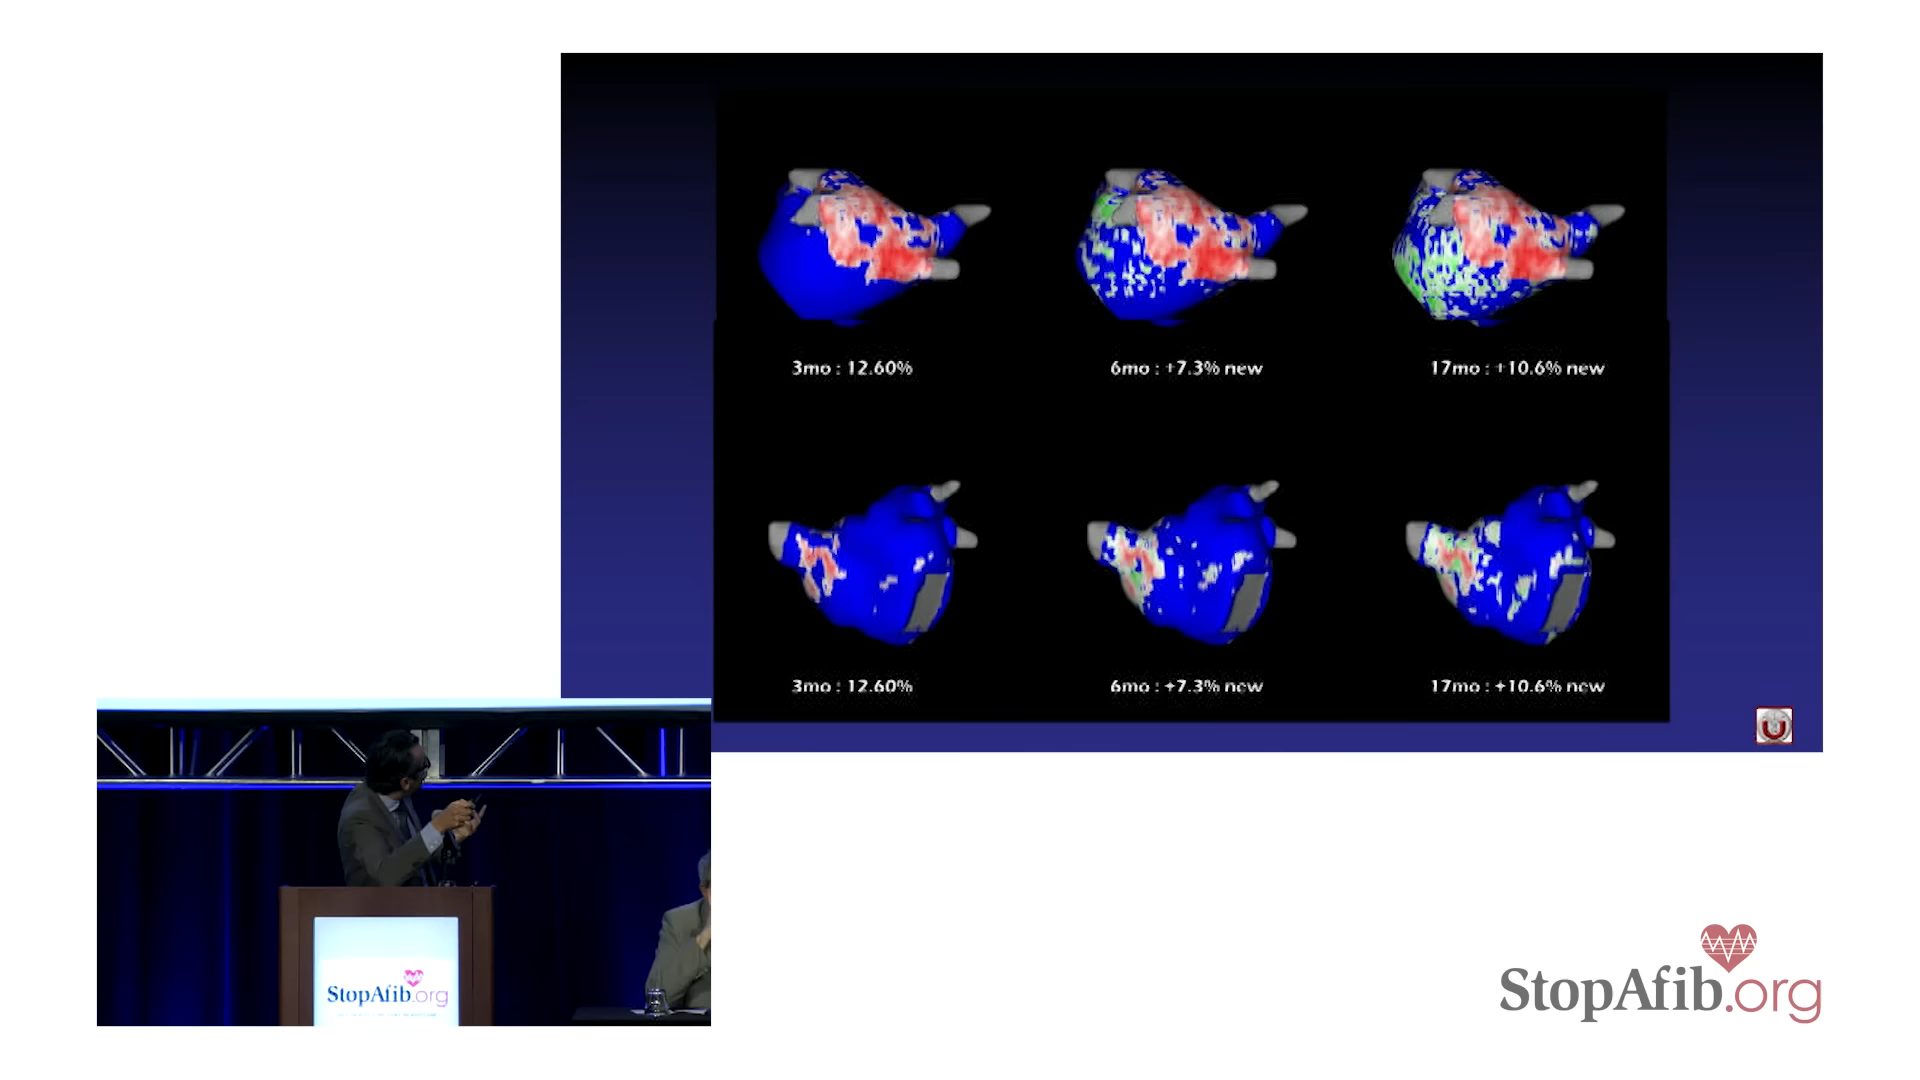 3mo : 12.60%
6mo : +7.3% new
17mo : +10.6% new
3mo : 12.60%
6mo : +7.3% new
17mo : +10.6% new
U
StopAfib.org
StopAfib.org